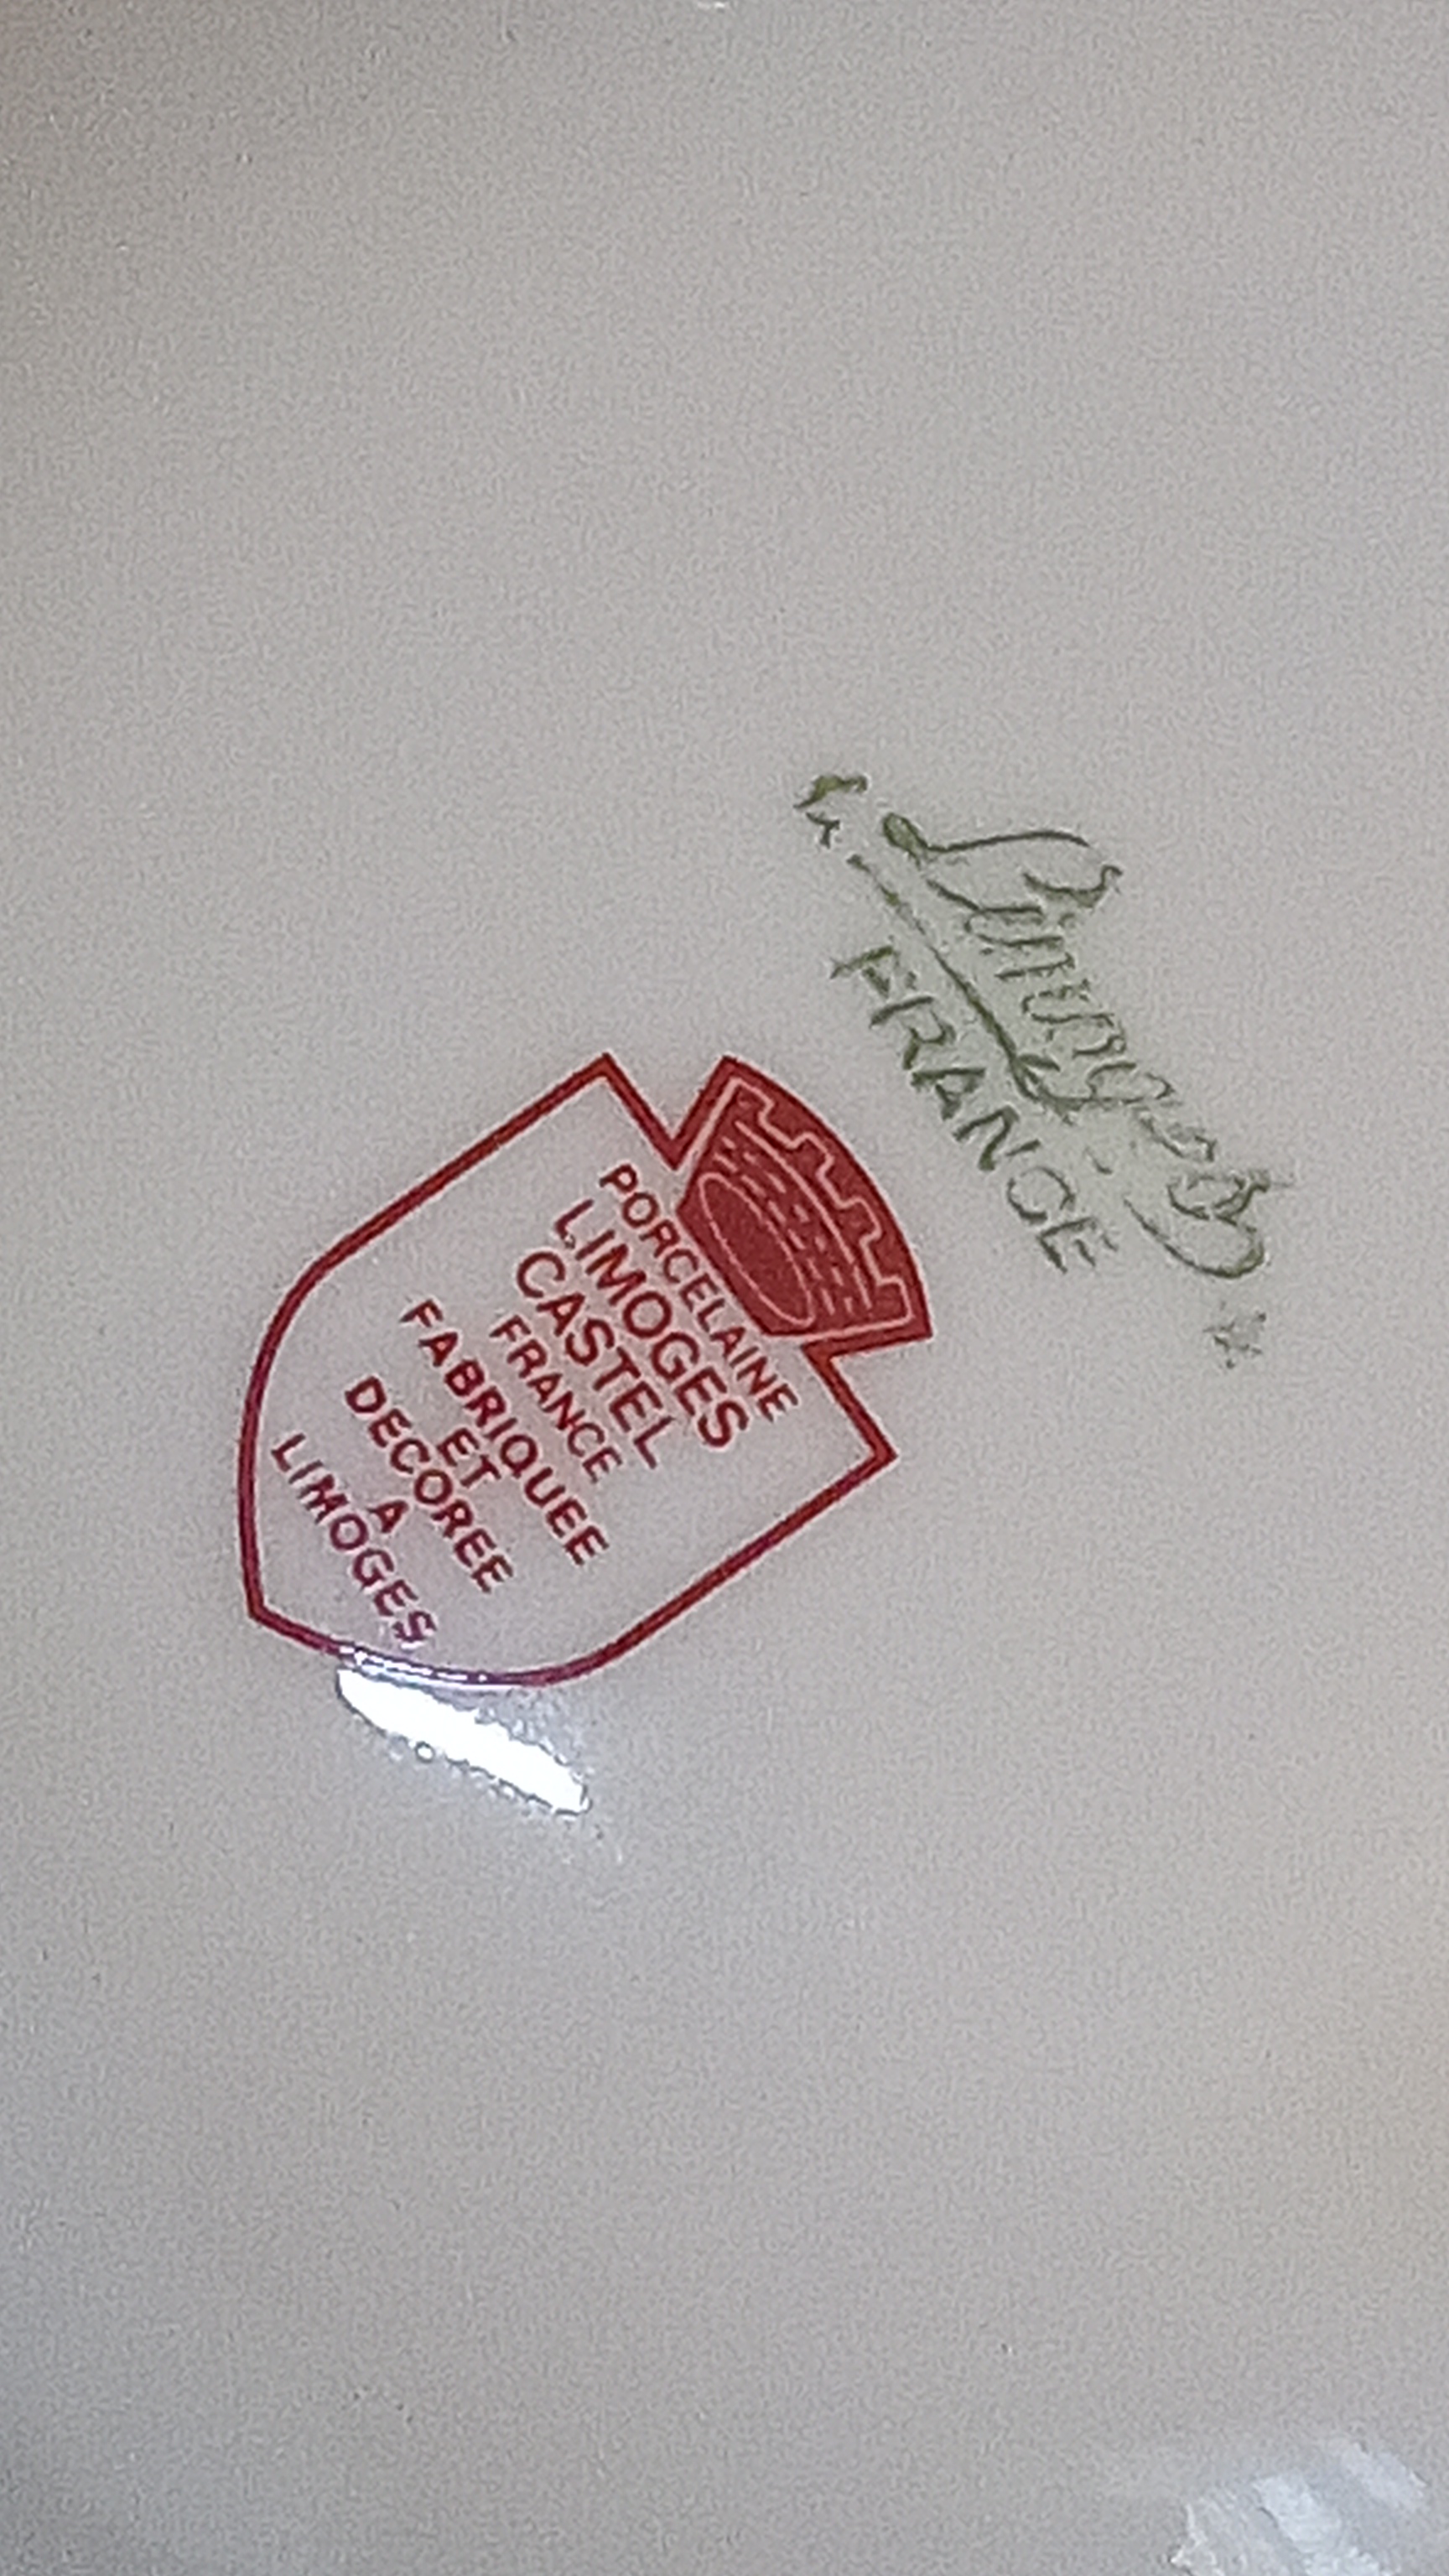 Limoges
FRANCE
PORCELAINE
LIMOGES
CASTEL
FRANCE
FABRIQUEE
ET
DECOREE
A
LIMOGES